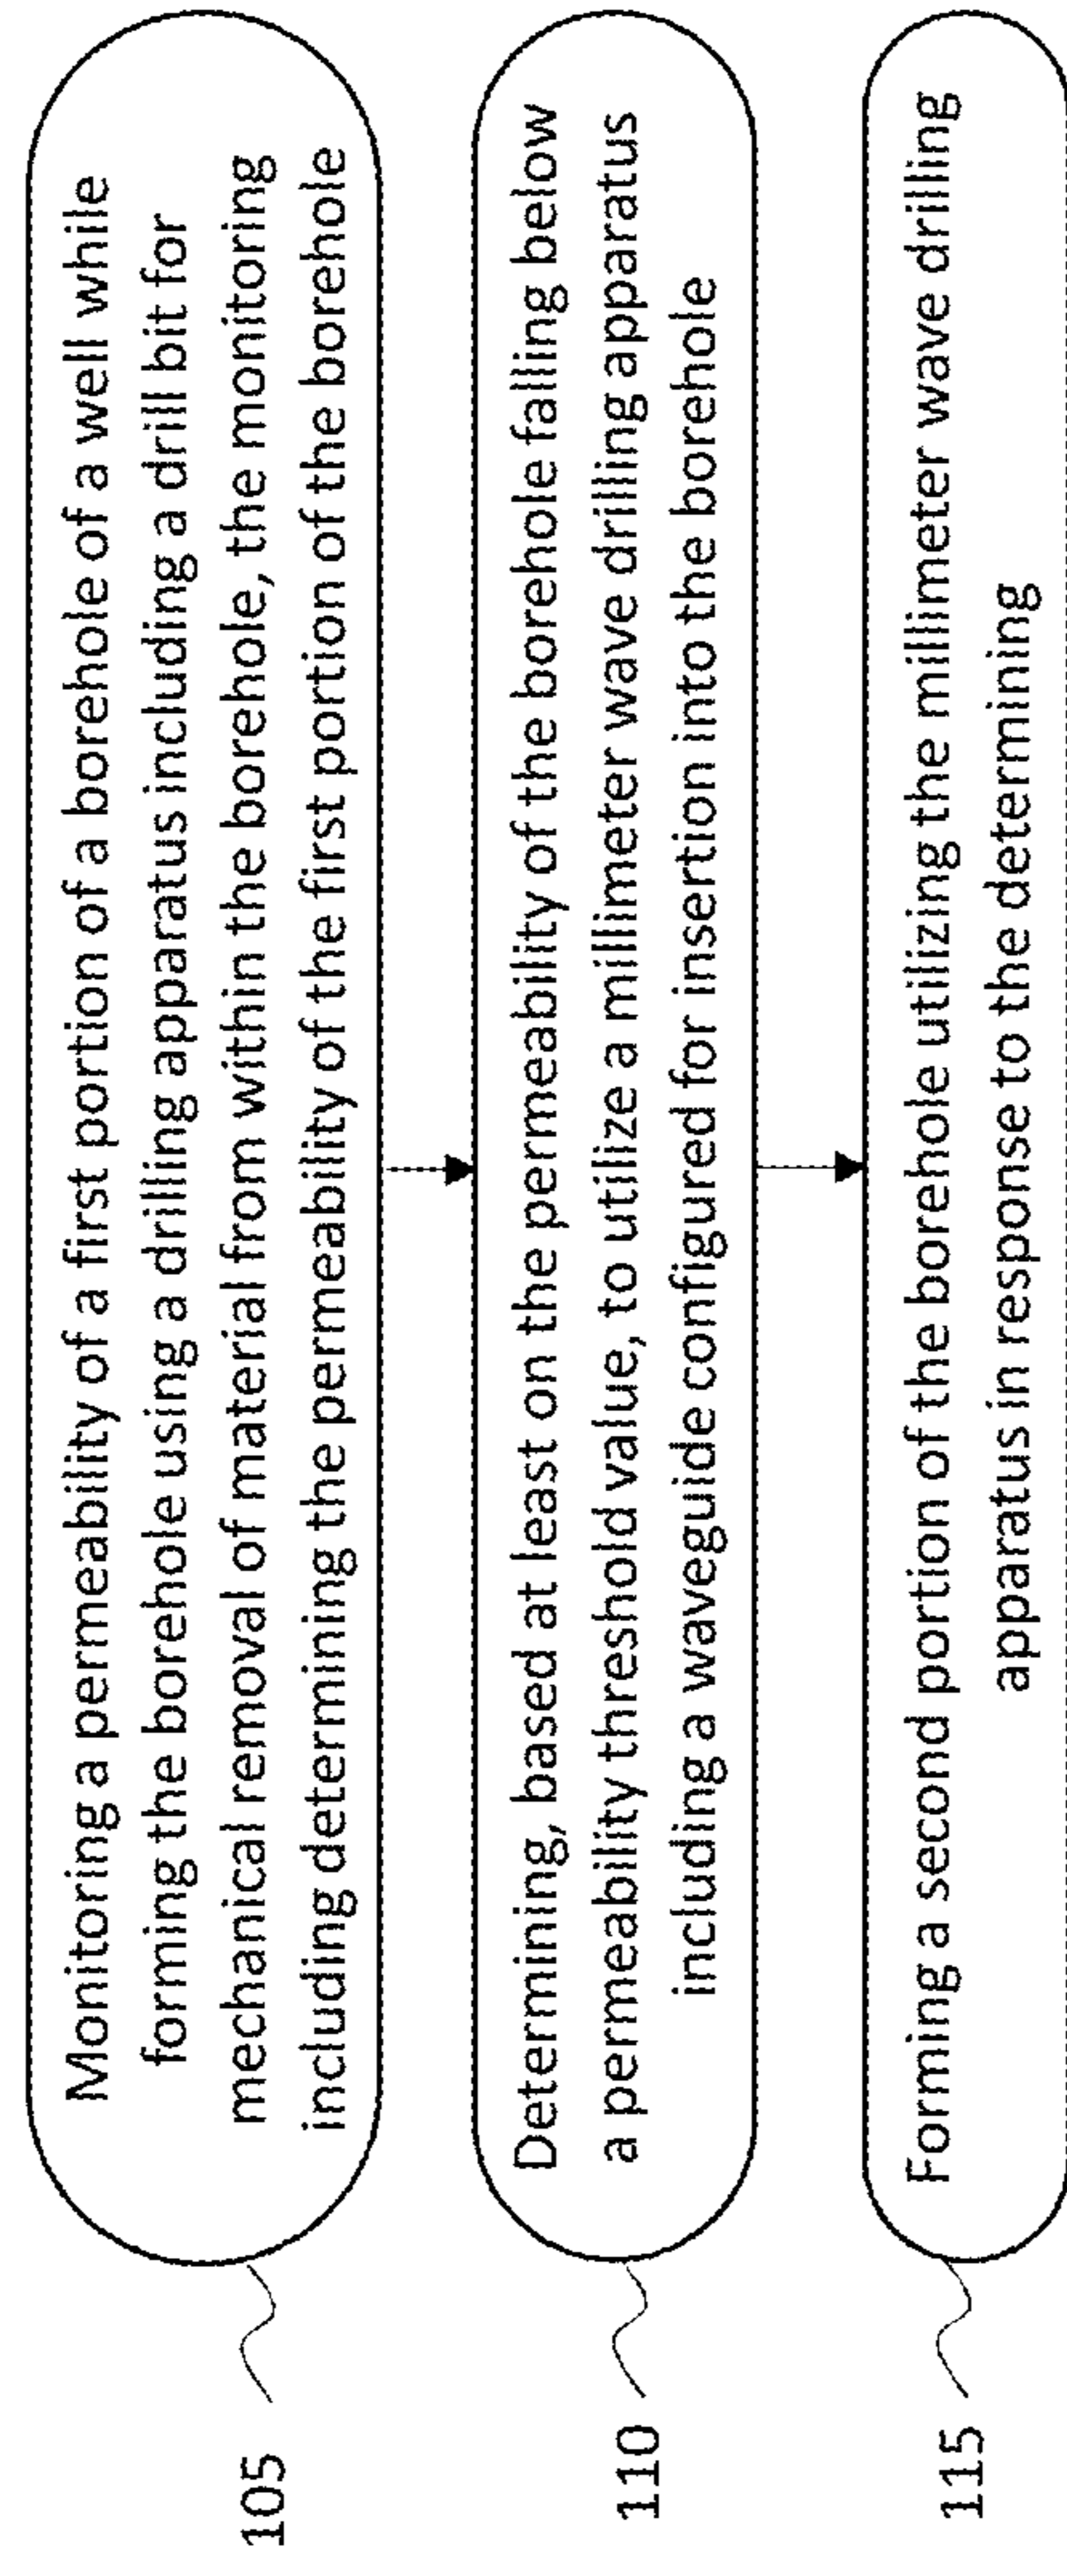 105
Monitoring a permeability of a first portion of a borehole of a well while
forming the borehole using a drilling apparatus including a drill bit for
mechanical removal of material from within the borehole, the monitoring
including determining the permeability of the first portion of the borehole
110
Determining, based at least on the permeability of the borehole falling below
a permeability threshold value, to utilize a millimeter wave drilling apparatus
including a waveguide configured for insertion into the borehole
115
Forming a second portion of the borehole utilizing the millimeter wave drilling
apparatus in response to the determining